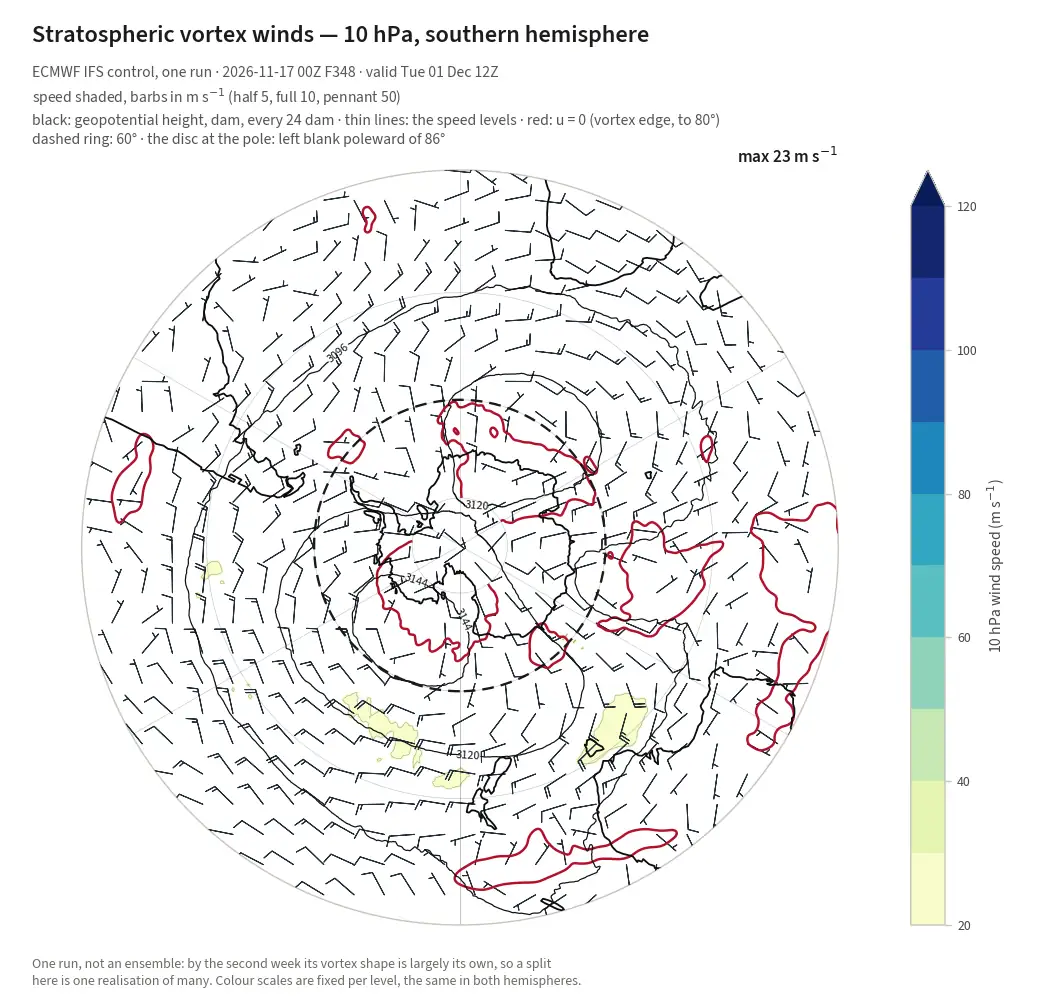 Stratospheric vortex winds — 10 hPa, southern hemisphere
ECMWF IFS control, one run · 2026-11-17 00Z F348 · valid Tue 01 Dec 12Z
speed shaded, barbs in m s⁻¹ (half 5, full 10, pennant 50)
black: geopotential height, dam, every 24 dam · thin lines: the speed levels · red: u = 0 (vortex edge, to 80°)
dashed ring: 60° · the disc at the pole: left blank poleward of 86°
max 23 m s⁻¹
120
100
80
60
40
20
10 hPa wind speed (m s⁻¹)
3096
3120
3144
3144
3120
One run, not an ensemble: by the second week its vortex shape is largely its own, so a split
here is one realisation of many. Colour scales are fixed per level, the same in both hemispheres.